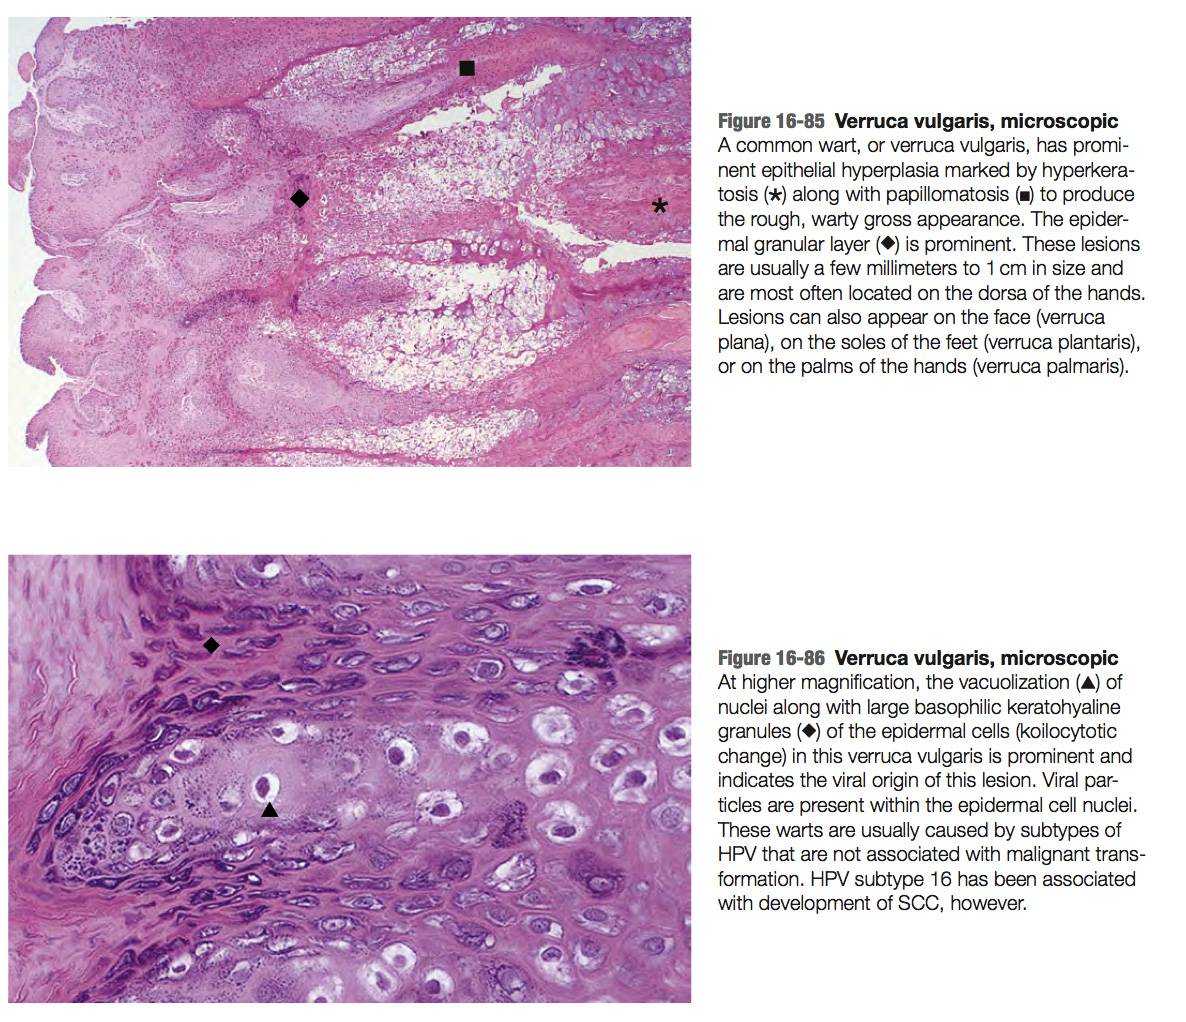 Figure 16-85 Verruca vulgaris, microscopic
A common wart, or verruca vulgaris, has promi-
nent epithelial hyperplasia marked by hyperkera-
tosis (*) along with papillomatosis (■) to produce
the rough, warty gross appearance. The epider-
mal granular layer (◆) is prominent. These lesions
are usually a few millimeters to 1 cm in size and
are most often located on the dorsa of the hands.
Lesions can also appear on the face (verruca
plana), on the soles of the feet (verruca plantaris),
or on the palms of the hands (verruca palmaris).
Figure 16-86 Verruca vulgaris, microscopic
At higher magnification, the vacuolization (▲) of
nuclei along with large basophilic keratohyaline
granules (◆) of the epidermal cells (koilocytotic
change) in this verruca vulgaris is prominent and
indicates the viral origin of this lesion. Viral par-
ticles are present within the epidermal cell nuclei.
These warts are usually caused by subtypes of
HPV that are not associated with malignant trans-
formation. HPV subtype 16 has been associated
with development of SCC, however.